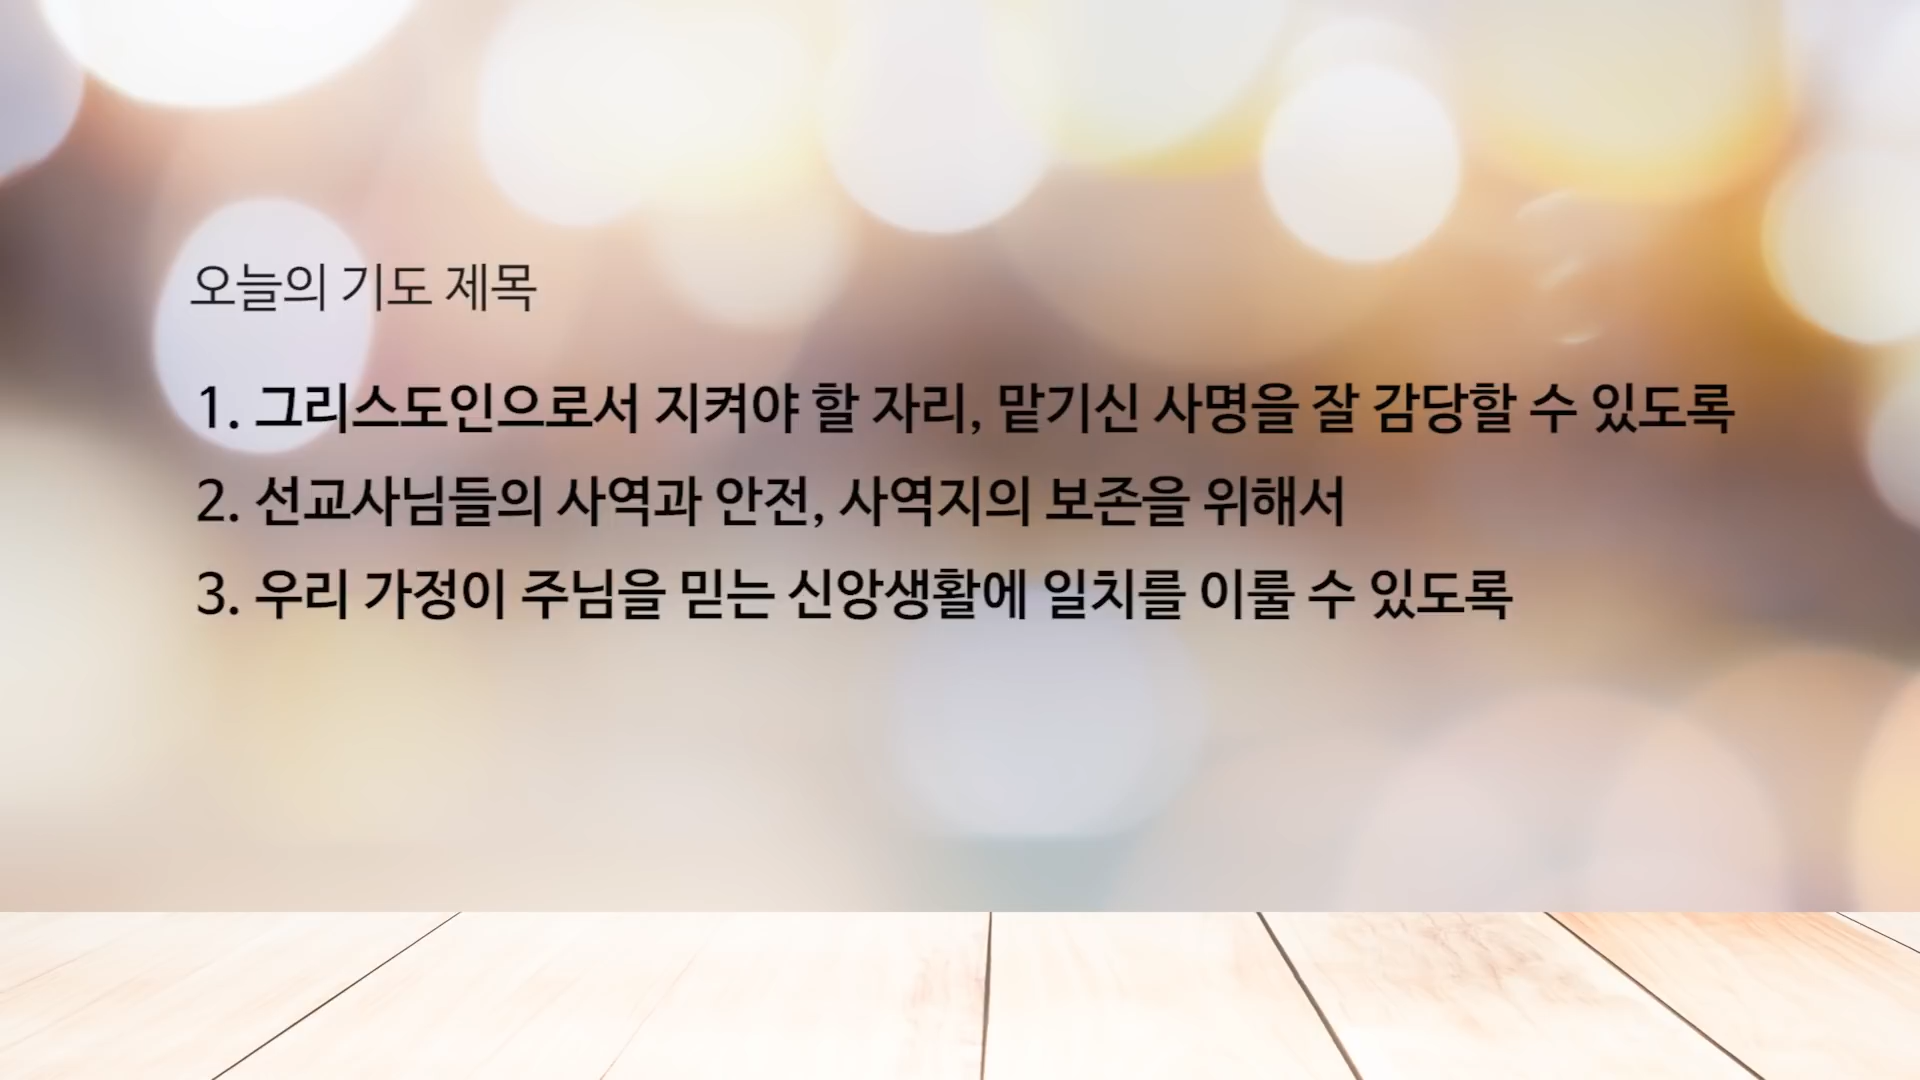 오늘의 기도 제목
1. 그리스도인으로서 지켜야 할 자리, 맡기신 사명을 잘 감당할 수 있도록
2. 선교사님들의 사역과 안전, 사역지의 보존을 위해서
3. 우리 가정이 주님을 믿는 신앙생활에 일치를 이룰 수 있도록